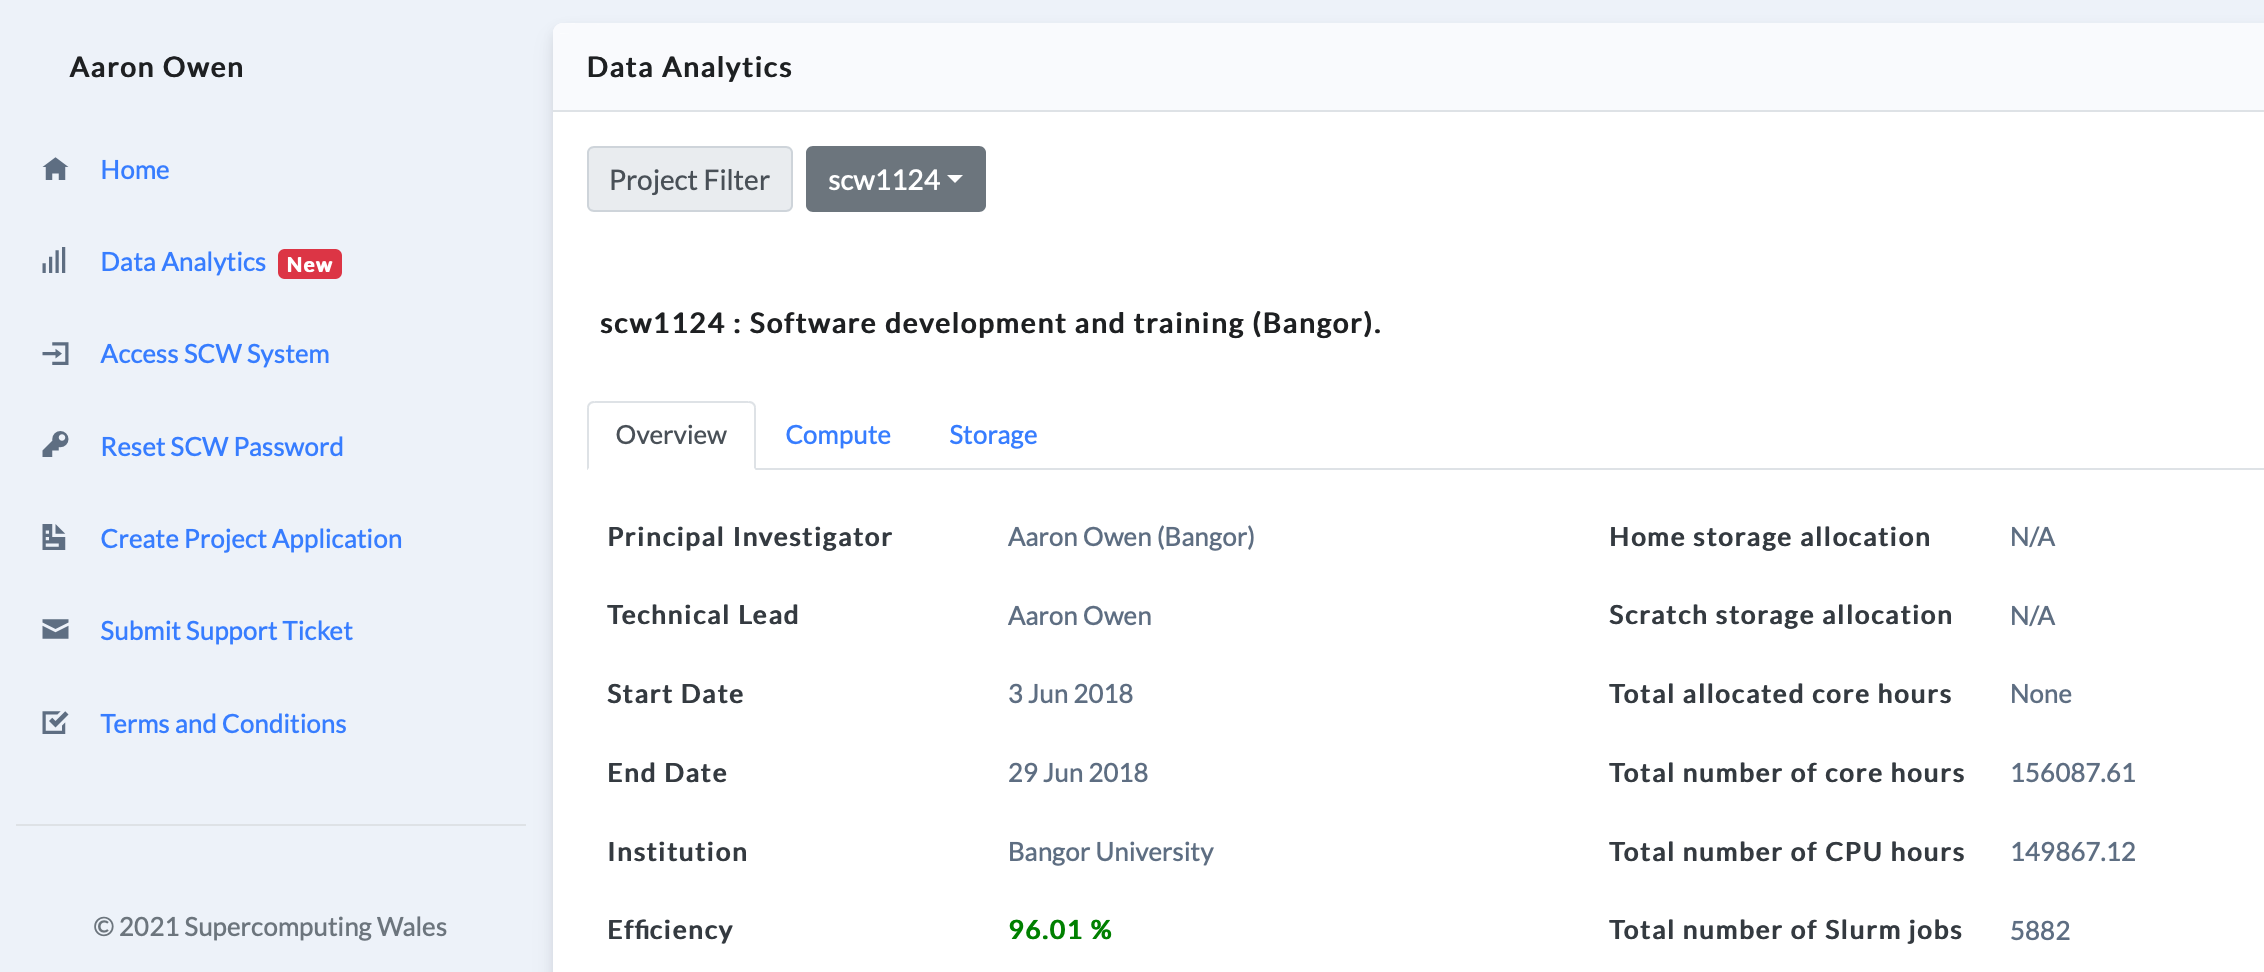 Aaron Owen
Home
Data Analytics New
Access SCW System
Reset SCW Password
Create Project Application
Submit Support Ticket
Terms and Conditions
© 2021 Supercomputing Wales
Data Analytics
Project Filter scw1124
scw1124 : Software development and training (Bangor).
Overview Compute Storage
Principal Investigator Aaron Owen (Bangor) Home storage allocation N/A
Technical Lead Aaron Owen Scratch storage allocation N/A
Start Date 3 Jun 2018 Total allocated core hours None
End Date 29 Jun 2018 Total number of core hours 156087.61
Institution Bangor University Total number of CPU hours 149867.12
Efficiency 96.01 % Total number of Slurm jobs 5882